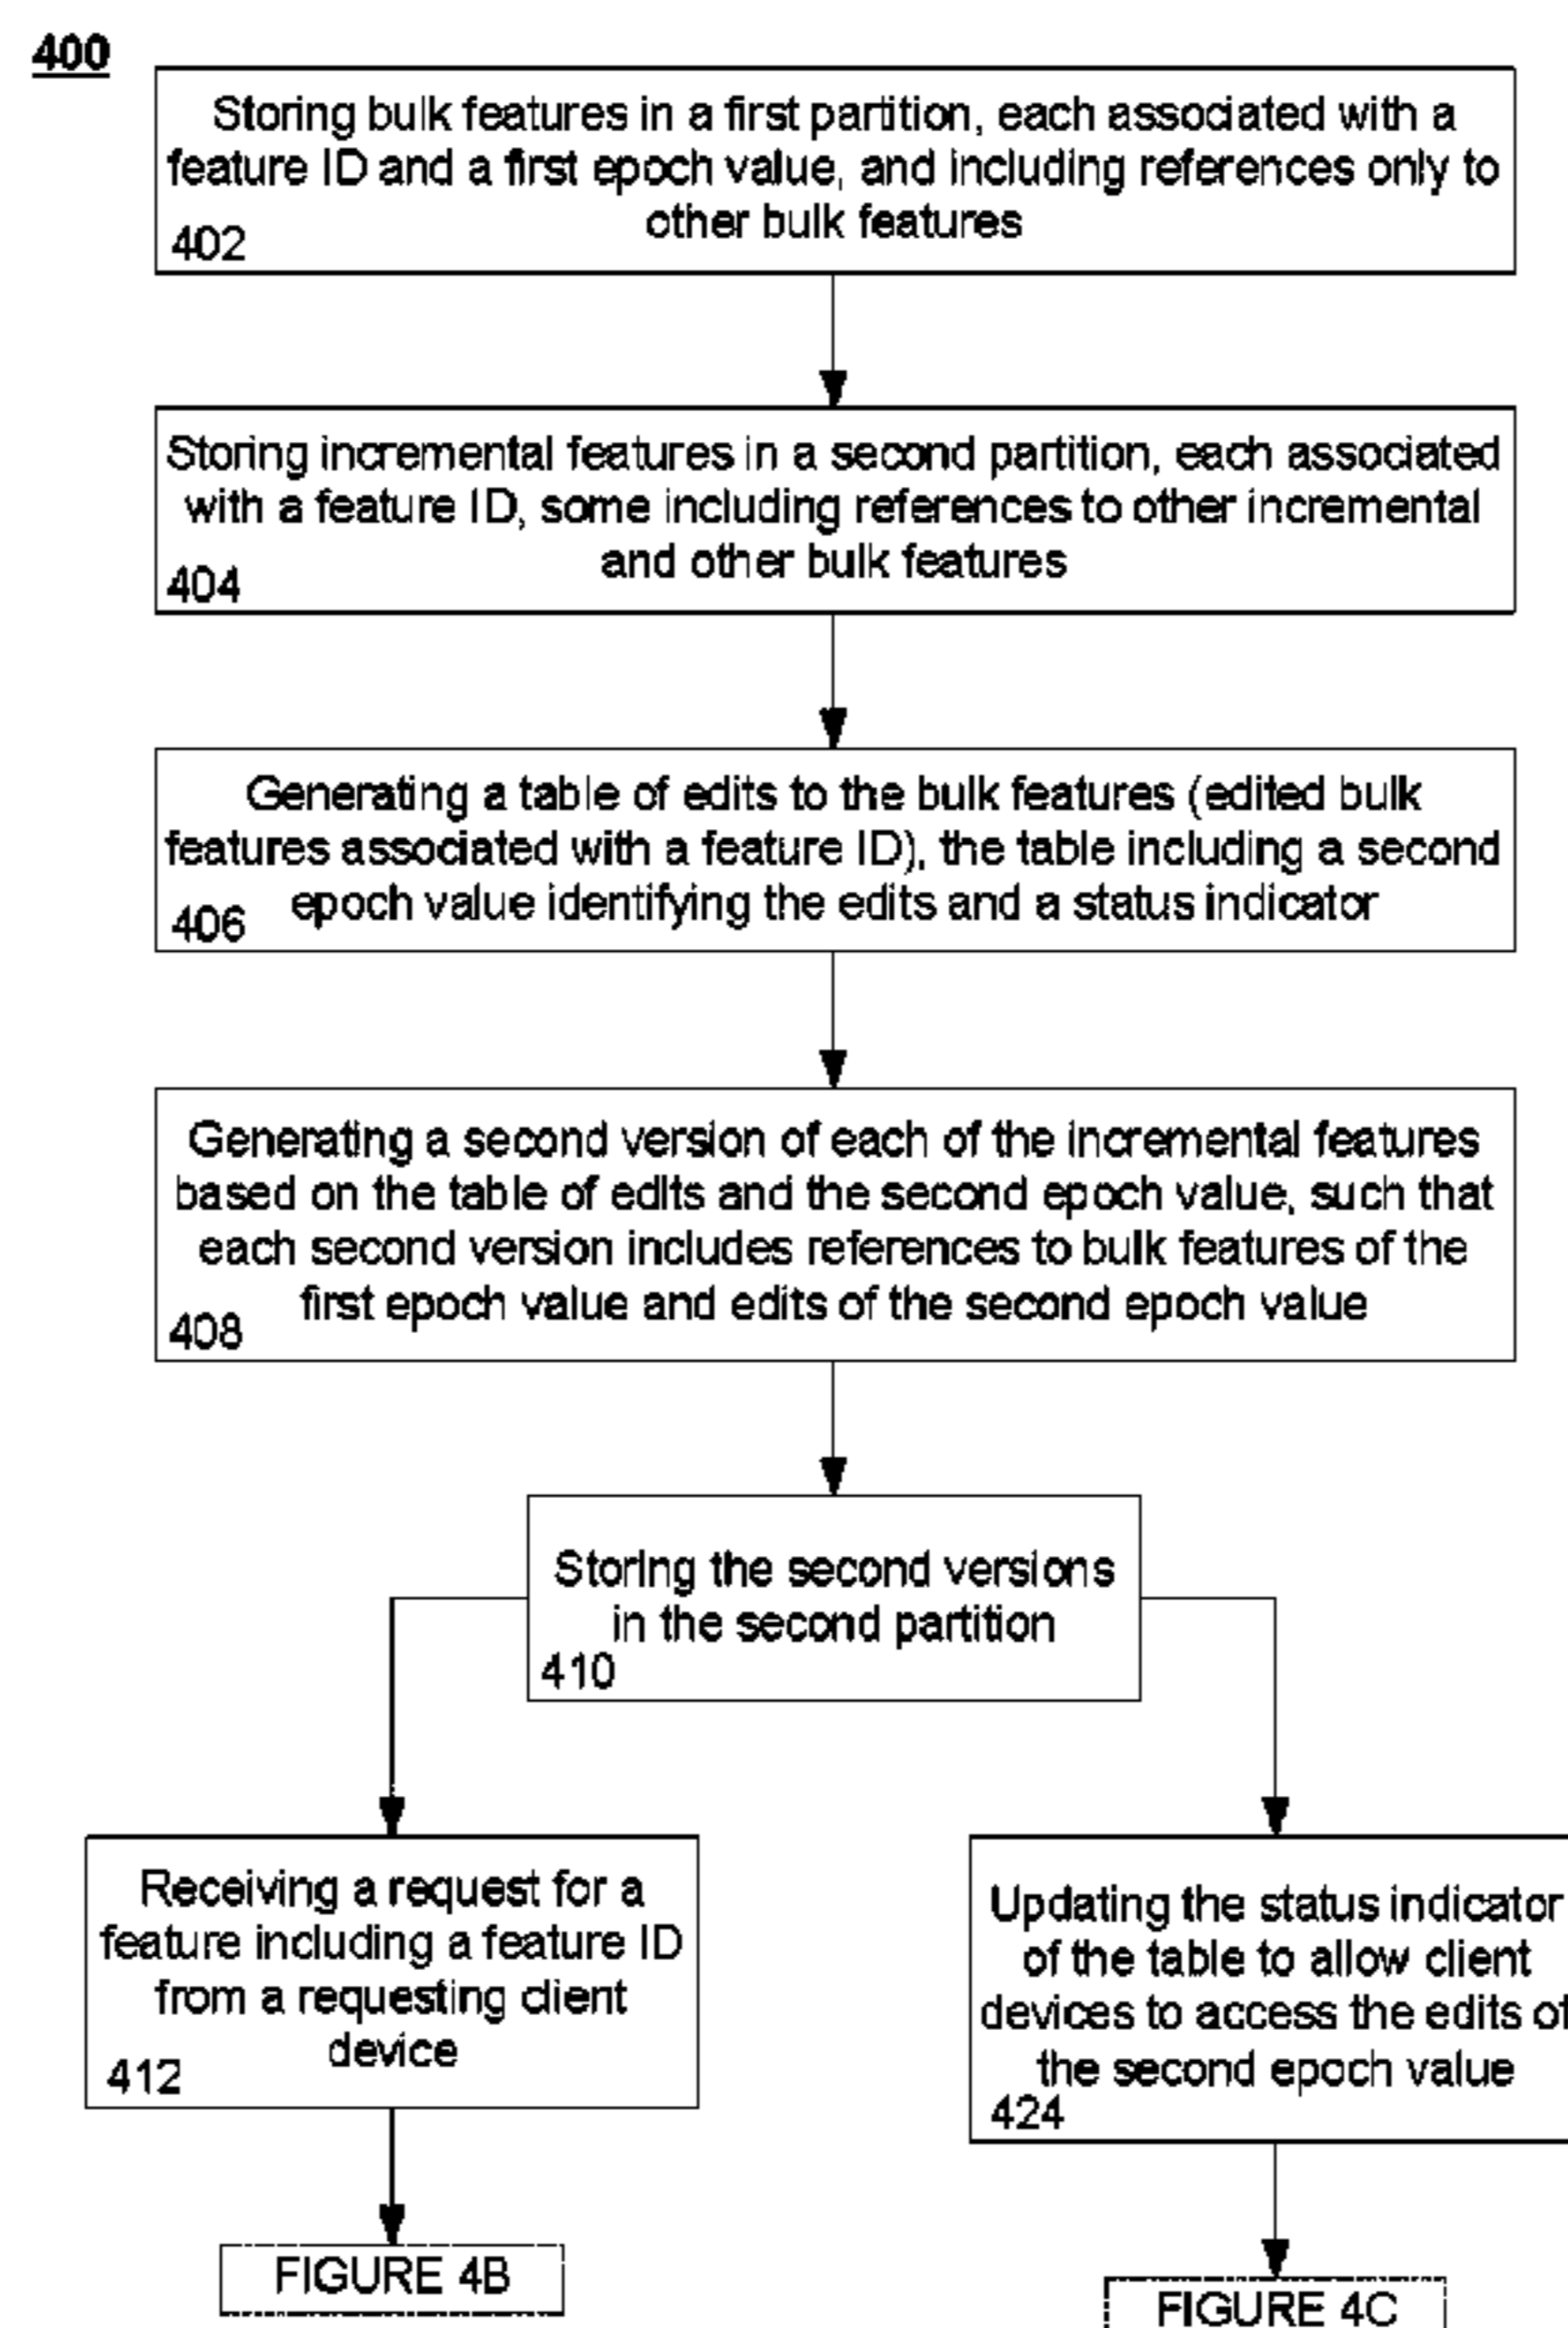 400
Storing bulk features in a first partition, each associated with a
feature ID and a first epoch value, and including references only to
other bulk features
402
Storing incremental features in a second partition, each associated
with a feature ID, some including references to other incremental
and other bulk features
404
Generating a table of edits to the bulk features (edited bulk
features associated with a feature ID), the table including a second
epoch value identifying the edits and a status indicator
406
Generating a second version of each of the incremental features
based on the table of edits and the second epoch value, such that
each second version includes references to bulk features of the
first epoch value and edits of the second epoch value
408
Storing the second versions
in the second partition
410
Receiving a request for a
feature including a feature ID
from a requesting client
device
412
Updating the status indicator
of the table to allow client
devices to access the edits of
the second epoch value
424
FIGURE 4B
FIGURE 4C